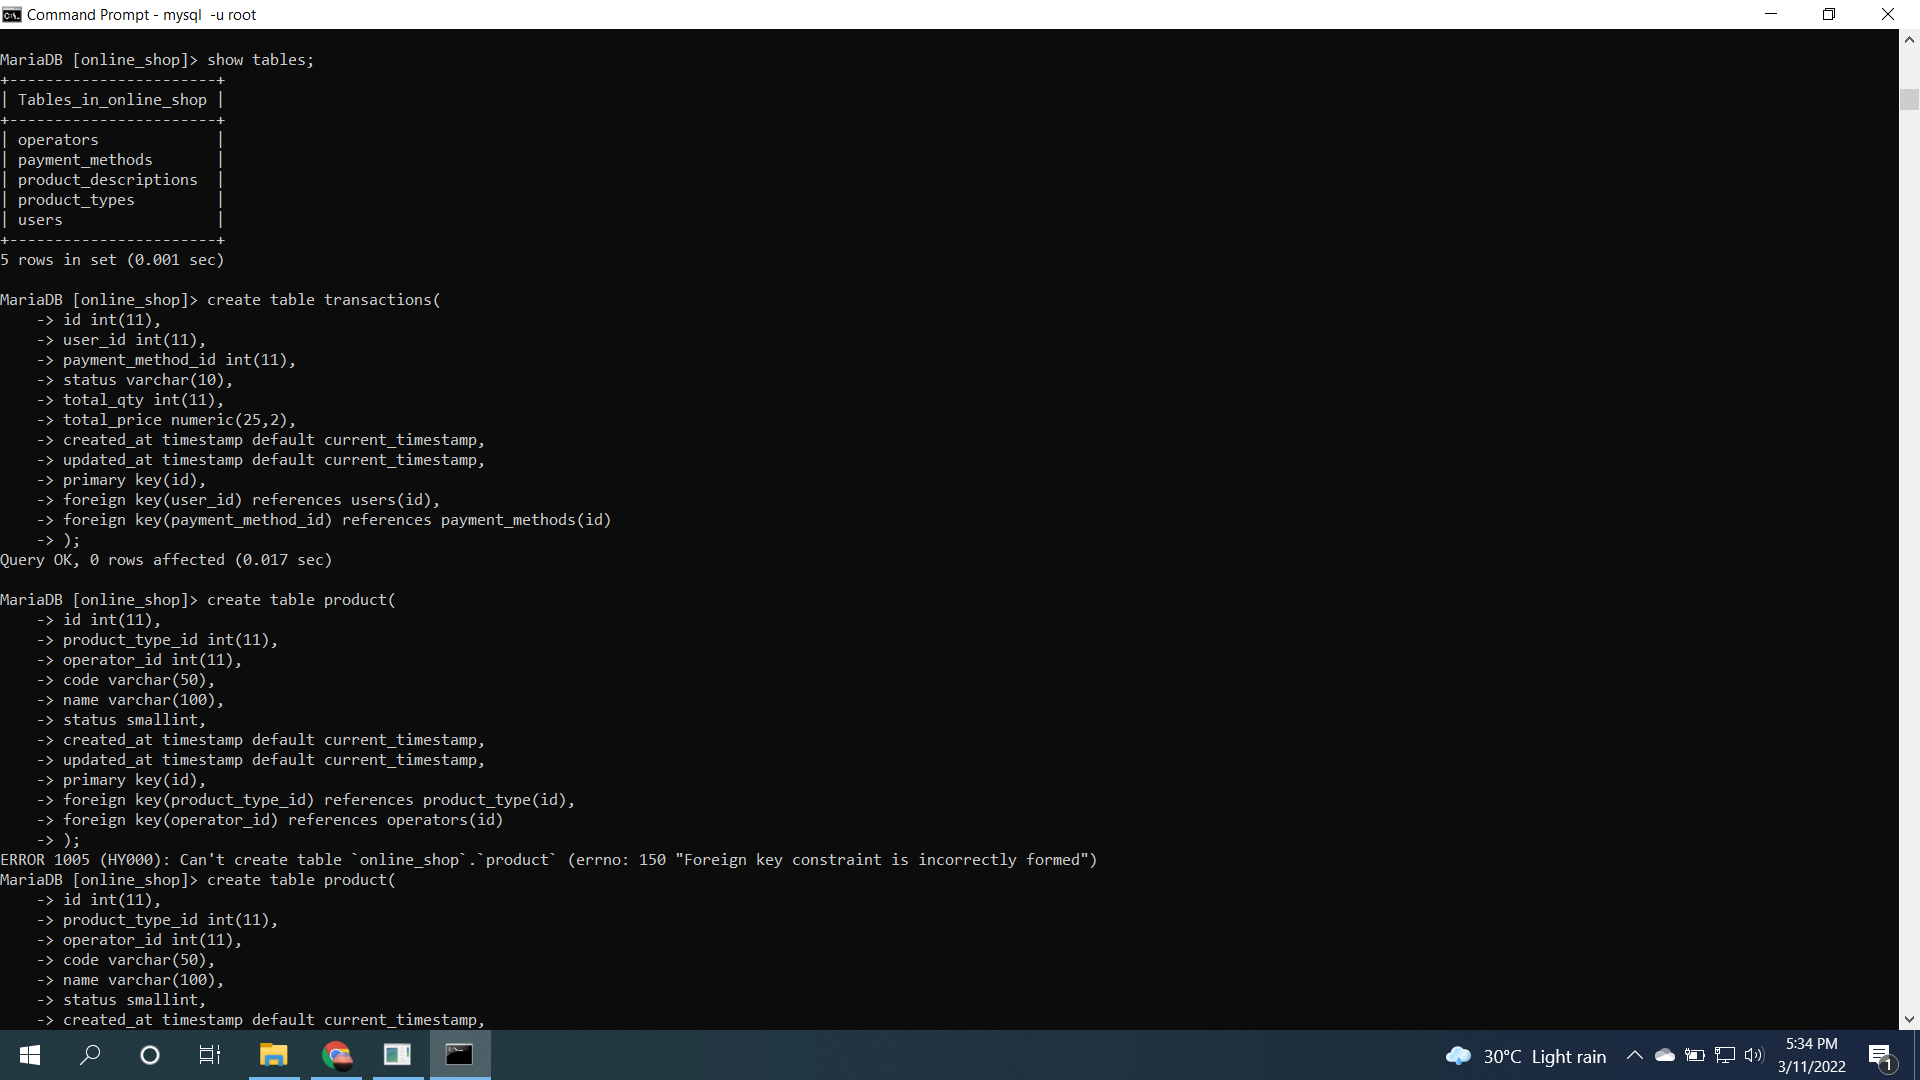 Command Prompt - mysql -u root
MariaDB [online_shop]> show tables;
+-----------------------+
| Tables_in_online_shop |
+-----------------------+
| operators             |
| payment_methods       |
| product_descriptions  |
| product_types         |
| users                 |
+-----------------------+
5 rows in set (0.001 sec)
MariaDB [online_shop]> create table transactions(
    -> id int(11),
    -> user_id int(11),
    -> payment_method_id int(11),
    -> status varchar(10),
    -> total_qty int(11),
    -> total_price numeric(25,2),
    -> created_at timestamp default current_timestamp,
    -> updated_at timestamp default current_timestamp,
    -> primary key(id),
    -> foreign key(user_id) references users(id),
    -> foreign key(payment_method_id) references payment_methods(id)
    -> );
Query OK, 0 rows affected (0.017 sec)
MariaDB [online_shop]> create table product(
    -> id int(11),
    -> product_type_id int(11),
    -> operator_id int(11),
    -> code varchar(50),
    -> name varchar(100),
    -> status smallint,
    -> created_at timestamp default current_timestamp,
    -> updated_at timestamp default current_timestamp,
    -> primary key(id),
    -> foreign key(product_type_id) references product_type(id),
    -> foreign key(operator_id) references operators(id)
    -> );
ERROR 1005 (HY000): Can't create table `online_shop`.`product` (errno: 150 "Foreign key constraint is incorrectly formed")
MariaDB [online_shop]> create table product(
    -> id int(11),
    -> product_type_id int(11),
    -> operator_id int(11),
    -> code varchar(50),
    -> name varchar(100),
    -> status smallint,
    -> created_at timestamp default current_timestamp,
30°C Light rain
5:34 PM
3/11/2022
1